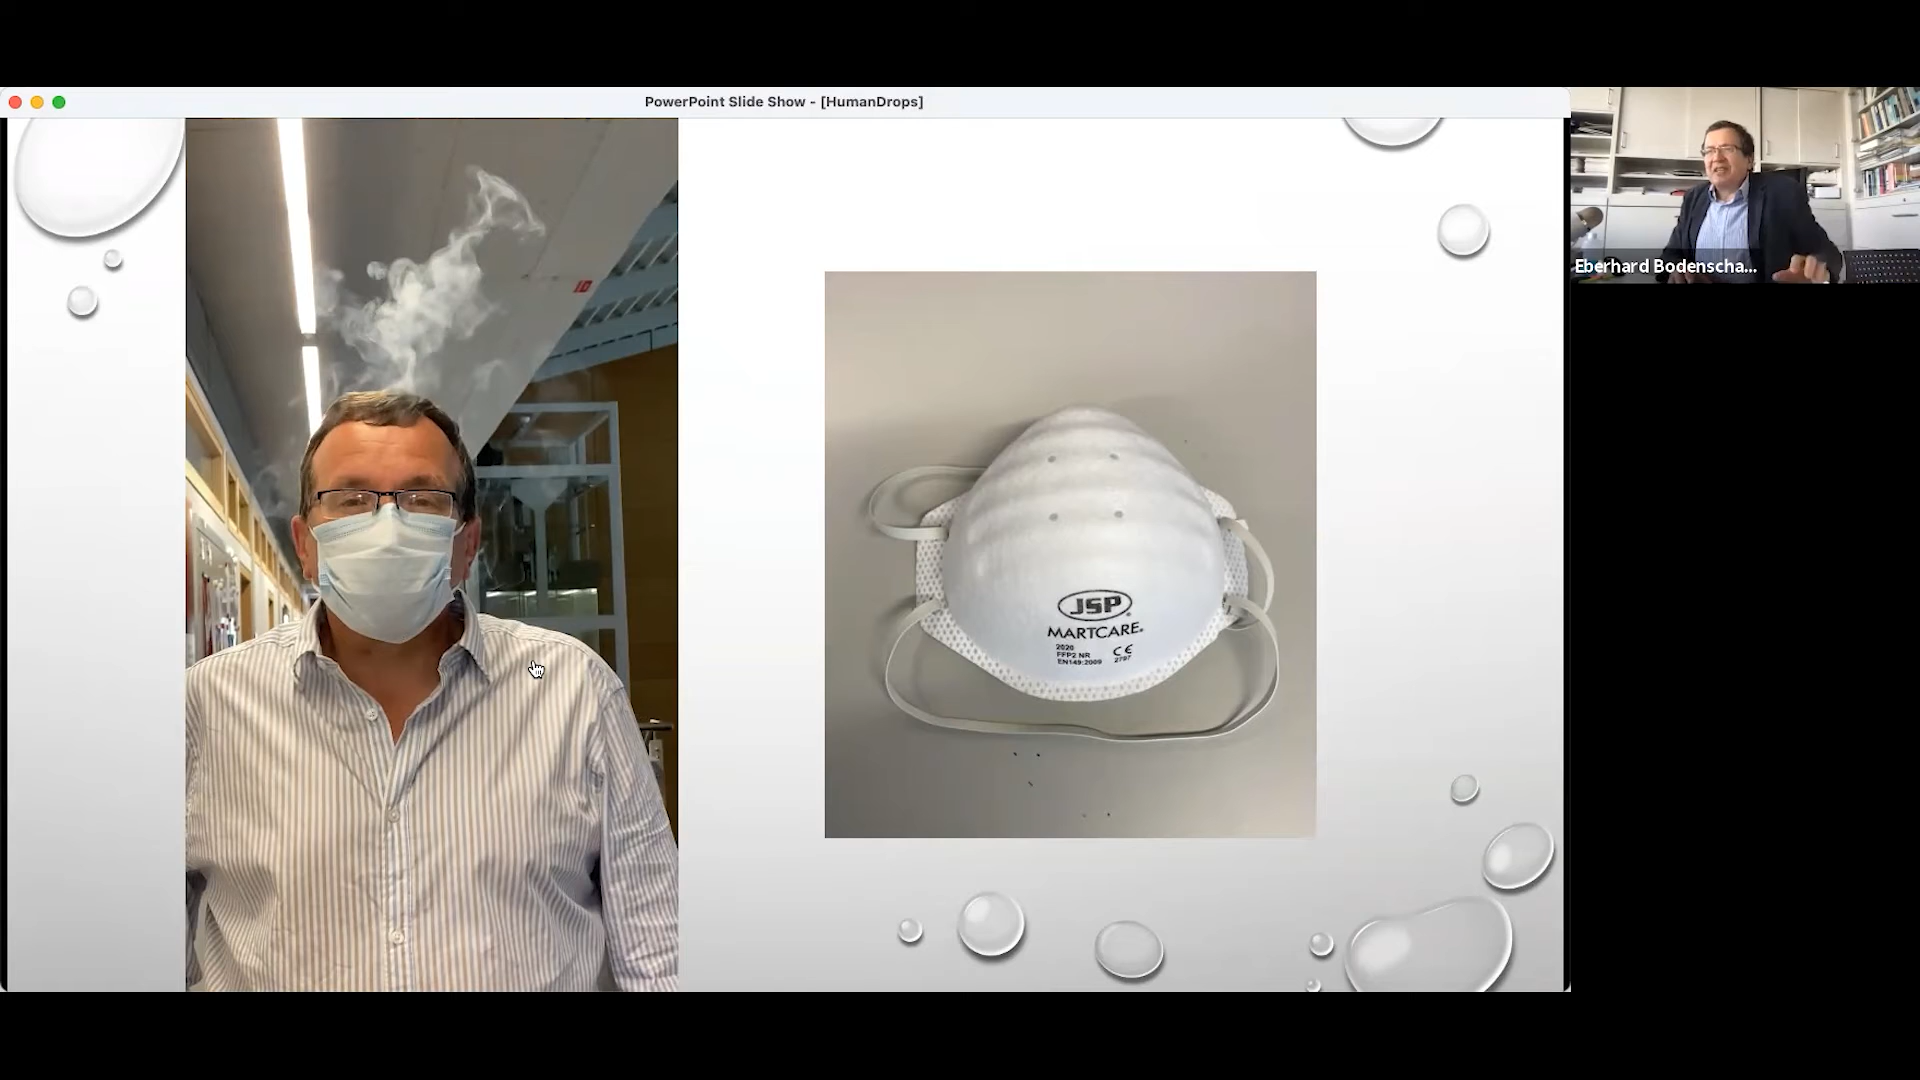 PowerPoint Slide Show - [HumanDrops]
Eberhard Bodenscha...
JSP
MARTCARE.
2020
FFP2 NR
EN149:2009
CE
2797